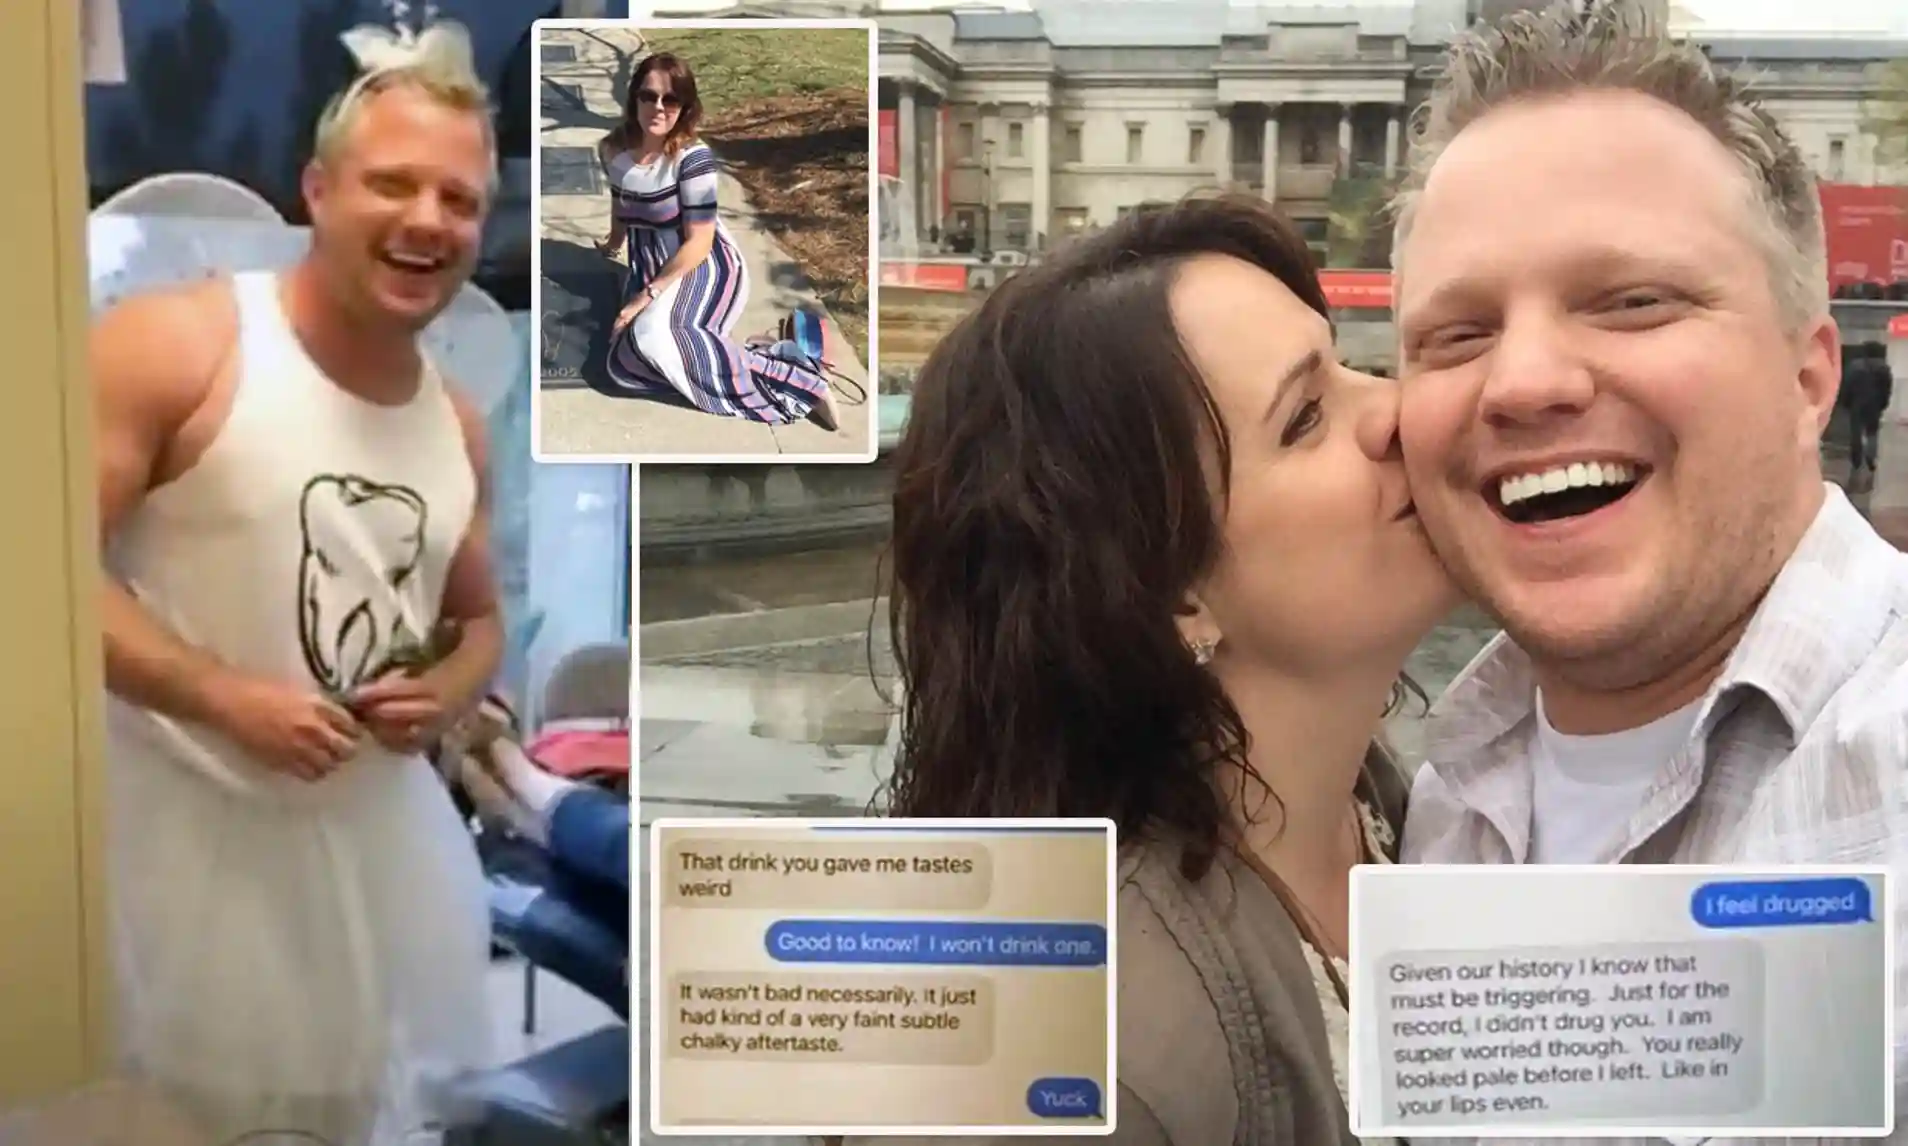 2005
That drink you gave me tastes
weird
Good to know! I won't drink one.
It wasn't bad necessarily. It just
had kind of a very faint subtle
chalky aftertaste.
Yuck
I feel drugged
Given our history I know that
must be triggering. Just for the
record, I didn't drug you. I am
super worried though. You really
looked pale before I left. Like in
your lips even.